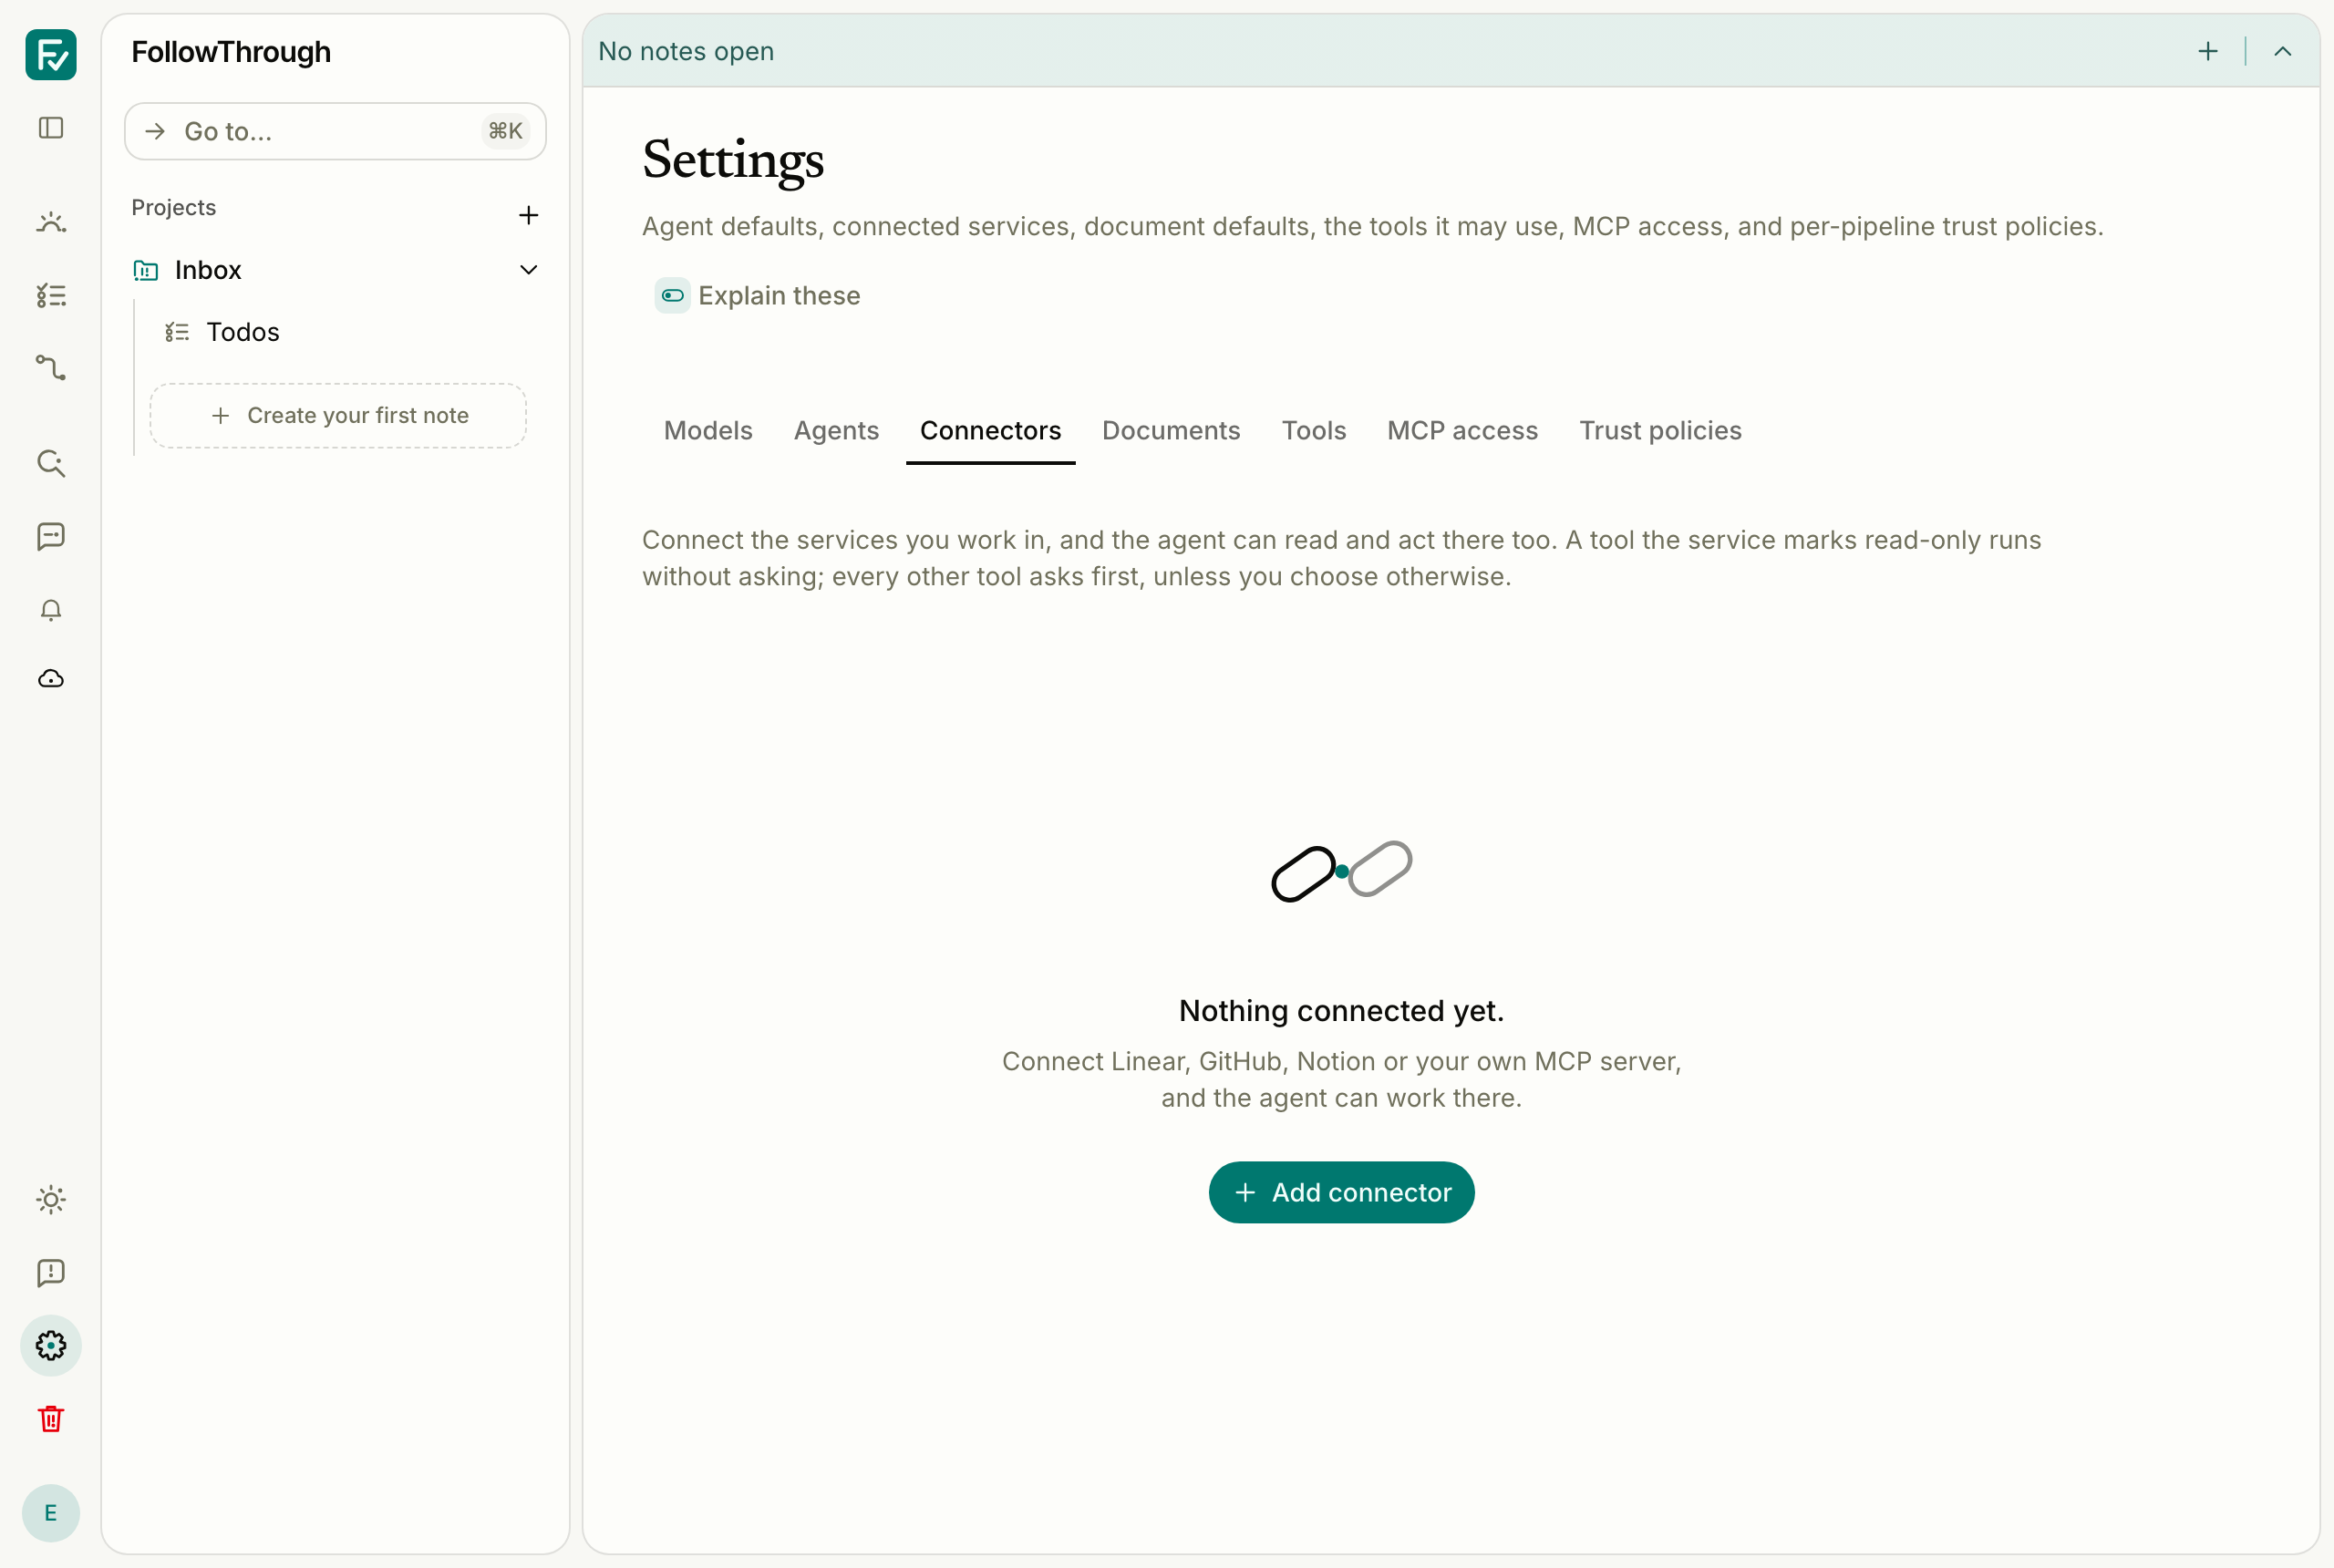 FollowThrough
Go to...
⌘K
Projects
Inbox
Todos
Create your first note
E
No notes open
Settings
Agent defaults, connected services, document defaults, the tools it may use, MCP access, and per-pipeline trust policies.
Explain these
Models
Agents
Connectors
Documents
Tools
MCP access
Trust policies
Connect the services you work in, and the agent can read and act there too. A tool the service marks read-only runs
without asking; every other tool asks first, unless you choose otherwise.
Nothing connected yet.
Connect Linear, GitHub, Notion or your own MCP server,
and the agent can work there.
Add connector